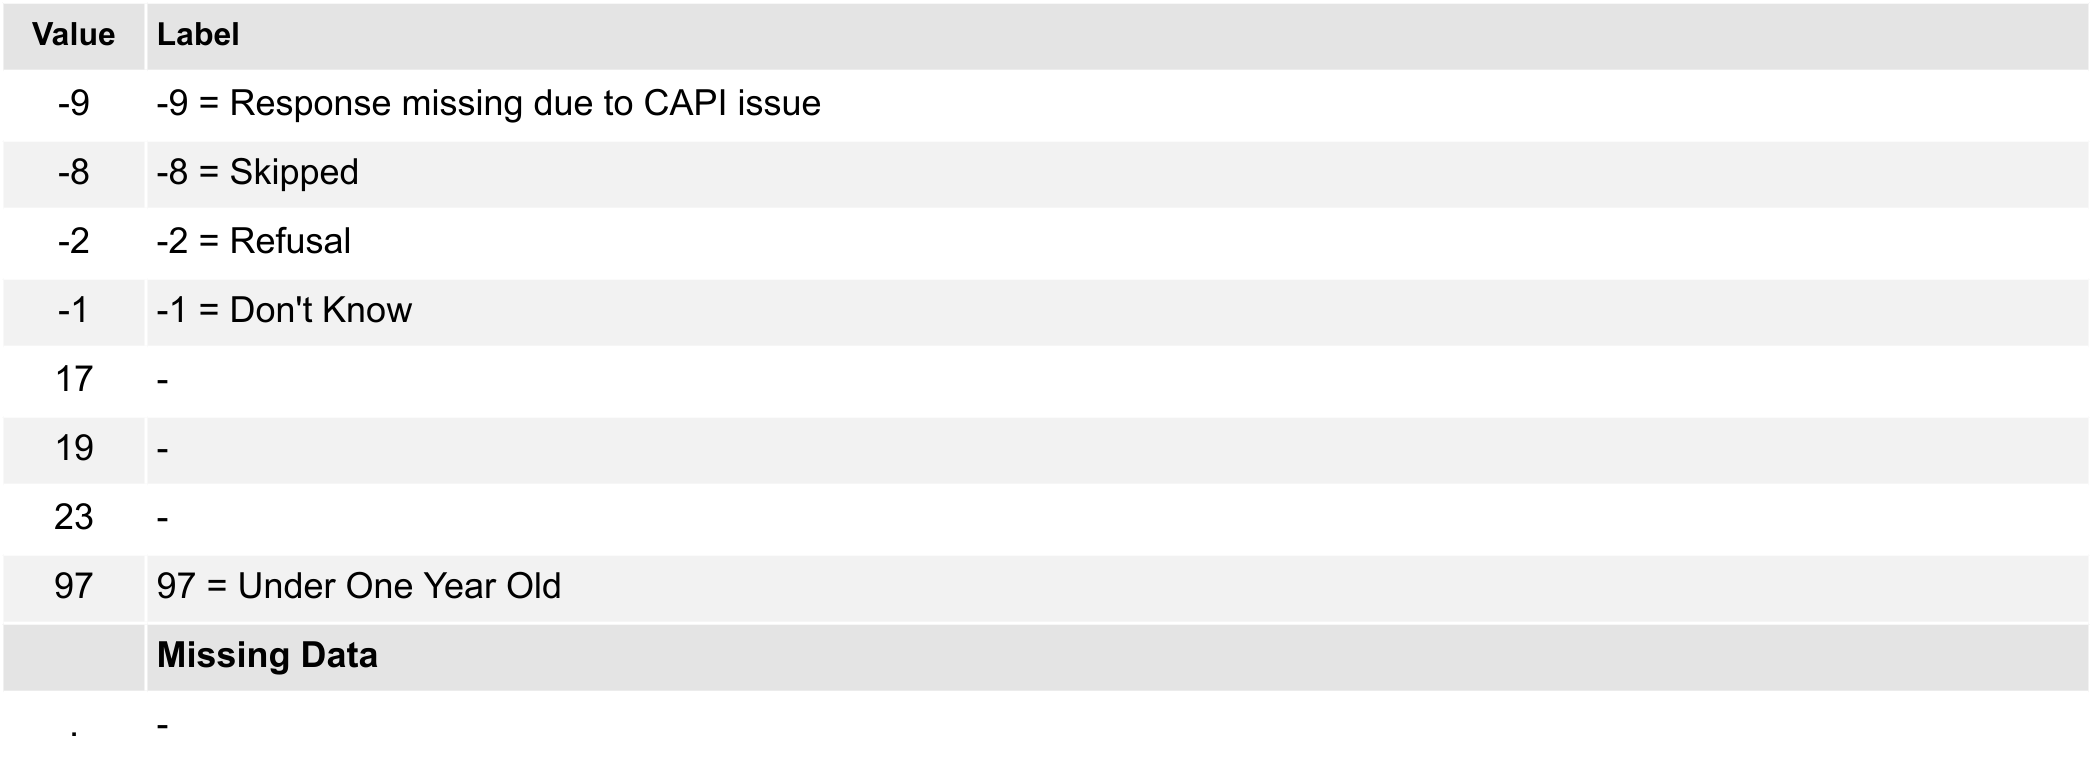 Value Label
-9 -9 = Response missing due to CAPI issue
-8 -8 = Skipped
-2 -2 = Refusal
-1 -1 = Don't Know
17 -
19 -
23 -
97 97 = Under One Year Old
Missing Data
. -